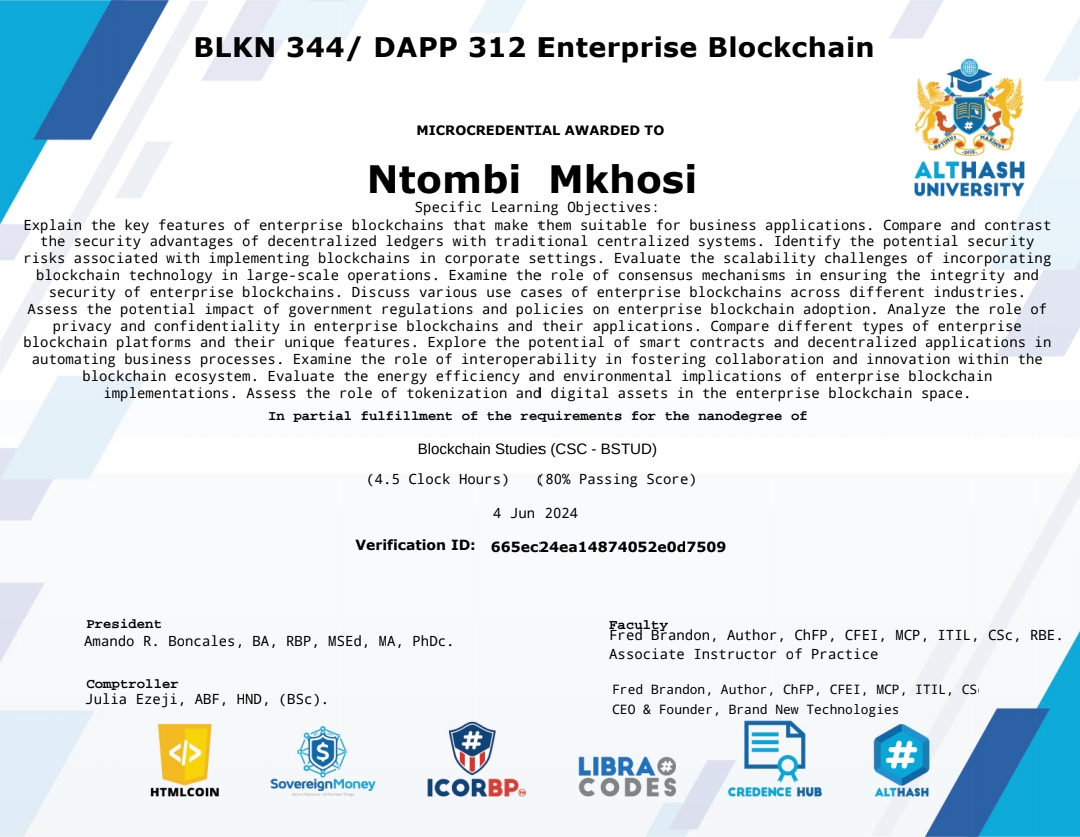 BLKN 344/ DAPP 312 Enterprise Blockchain
MICROCREDENTIAL AWARDED TO
Ntombi Mkhosi
ALTHASH
UNIVERSITY
Specific Learning Objectives:
Explain the key features of enterprise blockchains that make them suitable for business applications. Compare and contrast
the security advantages of decentralized ledgers with traditional centralized systems. Identify the potential security
risks associated with implementing blockchains in corporate settings. Evaluate the scalability challenges of incorporating
blockchain technology in large-scale operations. Examine the role of consensus mechanisms in ensuring the integrity and
security of enterprise blockchains. Discuss various use cases of enterprise blockchains across different industries.
Assess the potential impact of government regulations and policies on enterprise blockchain adoption. Analyze the role of
privacy and confidentiality in enterprise blockchains and their applications. Compare different types of enterprise
blockchain platforms and their unique features. Explore the potential of smart contracts and decentralized applications in
automating business processes. Examine the role of interoperability in fostering collaboration and innovation within the
blockchain ecosystem. Evaluate the energy efficiency and environmental implications of enterprise blockchain
implementations. Assess the role of tokenization and digital assets in the enterprise blockchain space.
In partial fulfillment of the requirements for the nanodegree of
Blockchain Studies (CSC - BSTUD)
(4.5 Clock Hours) (80% Passing Score)
4 Jun 2024
Verification ID: 665ec24ea14874052e0d7509
President
Amando R. Boncales, BA, RBP, MSEd, MA, PhDc.
Comptroller
Julia Ezeji, ABF, HND, (BSc).
Faculty
Fred Brandon, Author, ChFP, CFEI, MCP, ITIL, CSc, RBE.
Associate Instructor of Practice
Fred Brandon, Author, ChFP, CFEI, MCP, ITIL, CS
CEO & Founder, Brand New Technologies
HTMLCOIN
SovereignMoney
ICORBP
LIBRA#
CODES
CREDENCE HUB
ALTHASH